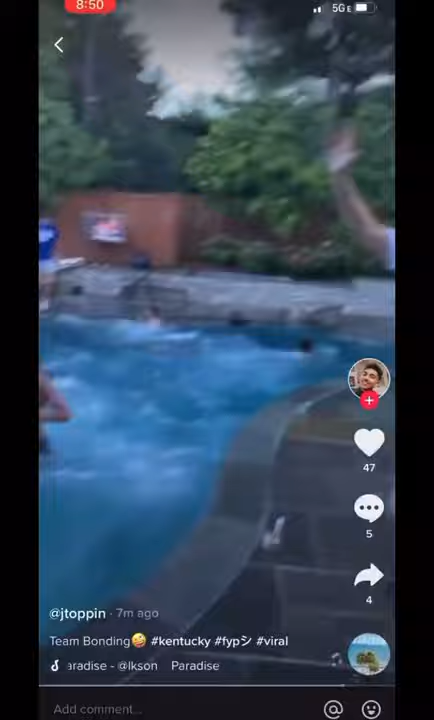 8:50
5G E
47
5
4
@jtoppin · 7m ago
Team Bonding🤪 #kentucky #fypシ #viral
aradise - @Ikson Paradise
Add comment...